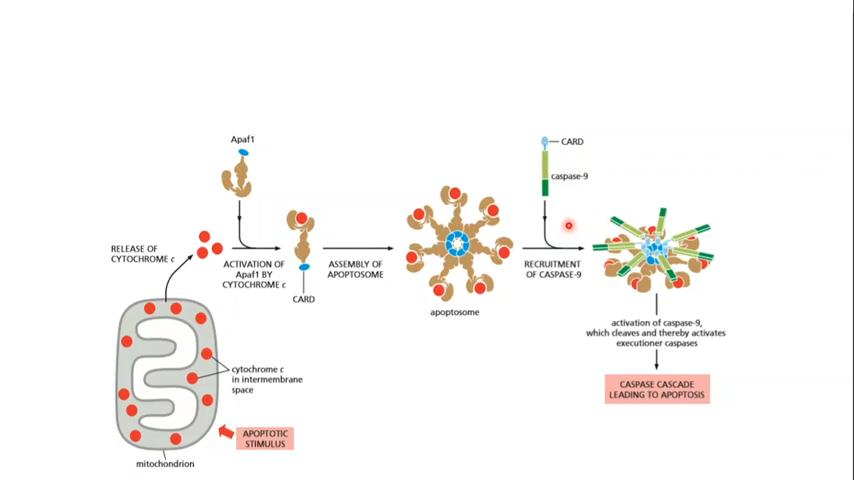 Apaf1
CARD
caspase-9
RELEASE OF
CYTOCHROME c
ACTIVATION OF
Apaf1 BY
CYTOCHROME c
CARD
ASSEMBLY OF
APOPTOSOME
apoptosome
RECRUITMENT
OF CASPASE-9
activation of caspase-9,
which cleaves and thereby activates
executioner caspases
CASPASE CASCADE
LEADING TO APOPTOSIS
cytochrome c
in intermembrane
space
APOPTOTIC
STIMULUS
mitochondrion